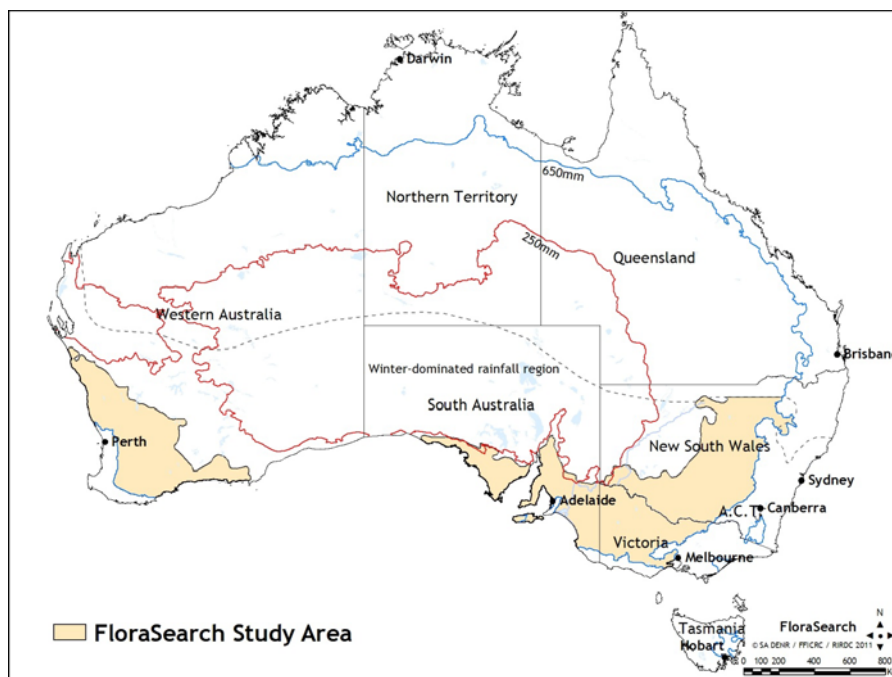 Darwin
650mm
Northern Territory
250mm
Queensland
Western Australia
Brisbane
Winter-dominated rainfall region
South Australia
Perth
New South Wales
Sydney
Adelaide
A.C.T.
Canberra
Victoria
Melbourne
FloraSearch Study Area
Tasmania
Hobart
FloraSearch
N
© SA DENR / FFICRC / RIRDC 2011
0 100 200 400 600 800